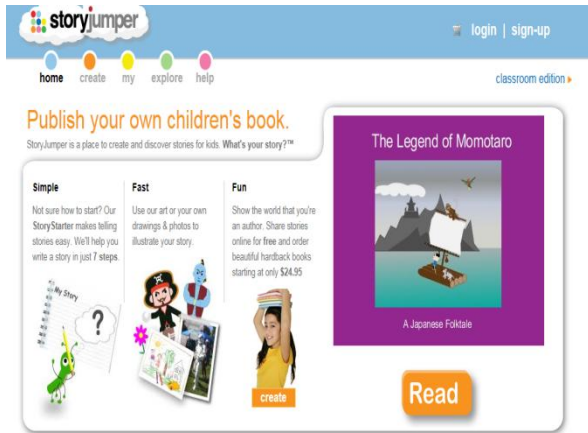 storyjumper
login | sign-up
home create my explore help
classroom edition
Publish your own children's book.
StoryJumper is a place to create and discover stories for kids. What's your story?™
Simple
Not sure how to start? Our
StoryStarter makes telling
stories easy. We'll help you
write a story in just 7 steps.
My Story
?
Fast
Use our art or your own
drawings & photos to
illustrate your story.
Fun
Show the world that you're
an author. Share stories
online for free and order
beautiful hardback books
starting at only $24.95
create
The Legend of Momotaro
A Japanese Folktale
Read